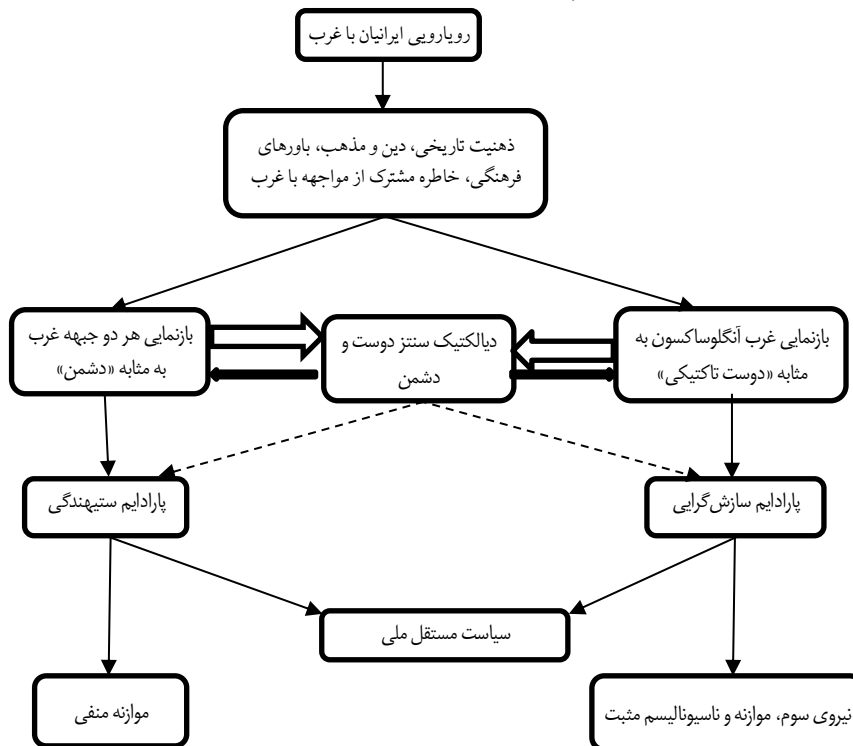 رویارویی ایرانیان با غرب
ذهنیت تاریخی، دین و مذهب، باورهای
فرهنگی، خاطره مشترک از مواجهه با غرب
بازنمایی غرب آنگلوساکسون به
مثابه «دوست تاکتیکی»
دیالکتیک سنتز دوست و
دشمن
بازنمایی هر دو جبهه غرب
به مثابه «دشمن»
پارادایم سازش‌گرایی
پارادایم ستیهندگی
سیاست مستقل ملی
نیروی سوم، موازنه و ناسیونالیسم مثبت
موازنه منفی